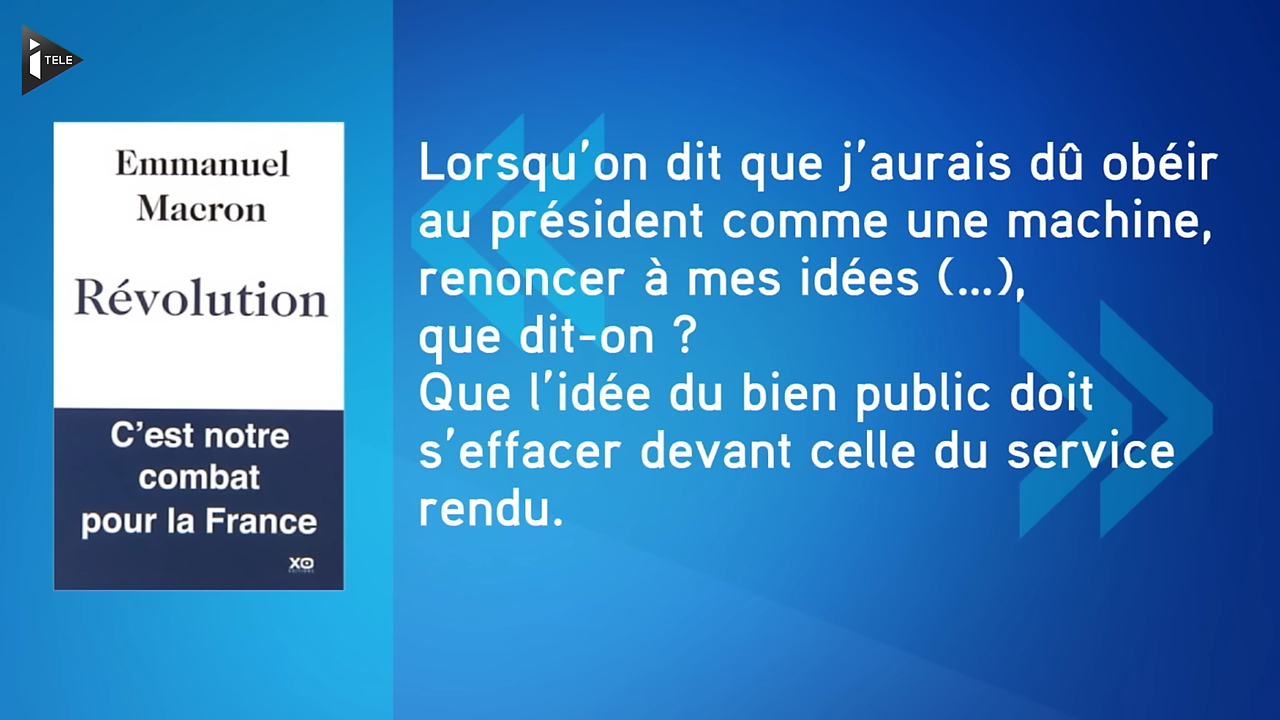 i TELE
Emmanuel
Macron
Révolution
C'est notre
combat
pour la France
XO
EDITIONS
Lorsqu'on dit que j'aurais dû obéir
au président comme une machine,
renoncer à mes idées (...),
que dit-on ?
Que l'idée du bien public doit
s'effacer devant celle du service
rendu.